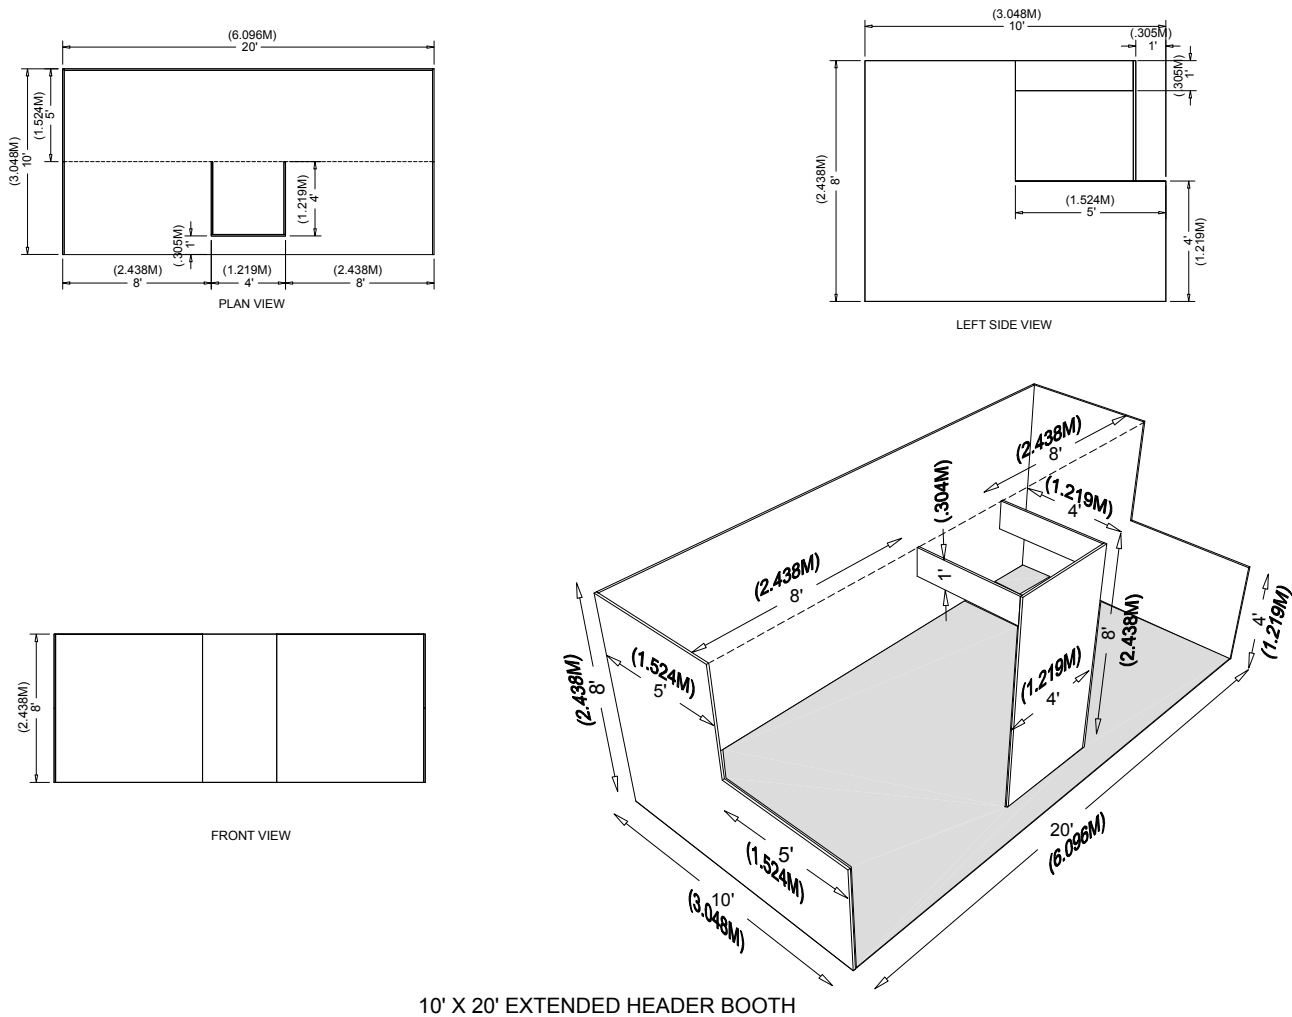 (6.096M)
20'
(1.524M)
5'
(3.048M)
10'
(1.219M)
4'
(.305M)
1'
(2.438M)
8'
(1.219M)
4'
(2.438M)
8'
PLAN VIEW
(3.048M)
10'
(.305M)
1'
(.305M)
1'
(2.438M)
8'
(1.524M)
5'
4'
(1.219M)
LEFT SIDE VIEW
(2.438M)
8'
FRONT VIEW
(2.438M)
8'
(1.219M)
4'
(.304M)
1'
(2.438M)
8'
(1.524M)
5'
(2.438M)
8'
(1.219M)
4'
8'
(2.438M)
4'
(1.219M)
5'
(1.524M)
10'
(3.048M)
20'
(6.096M)
10' X 20' EXTENDED HEADER BOOTH